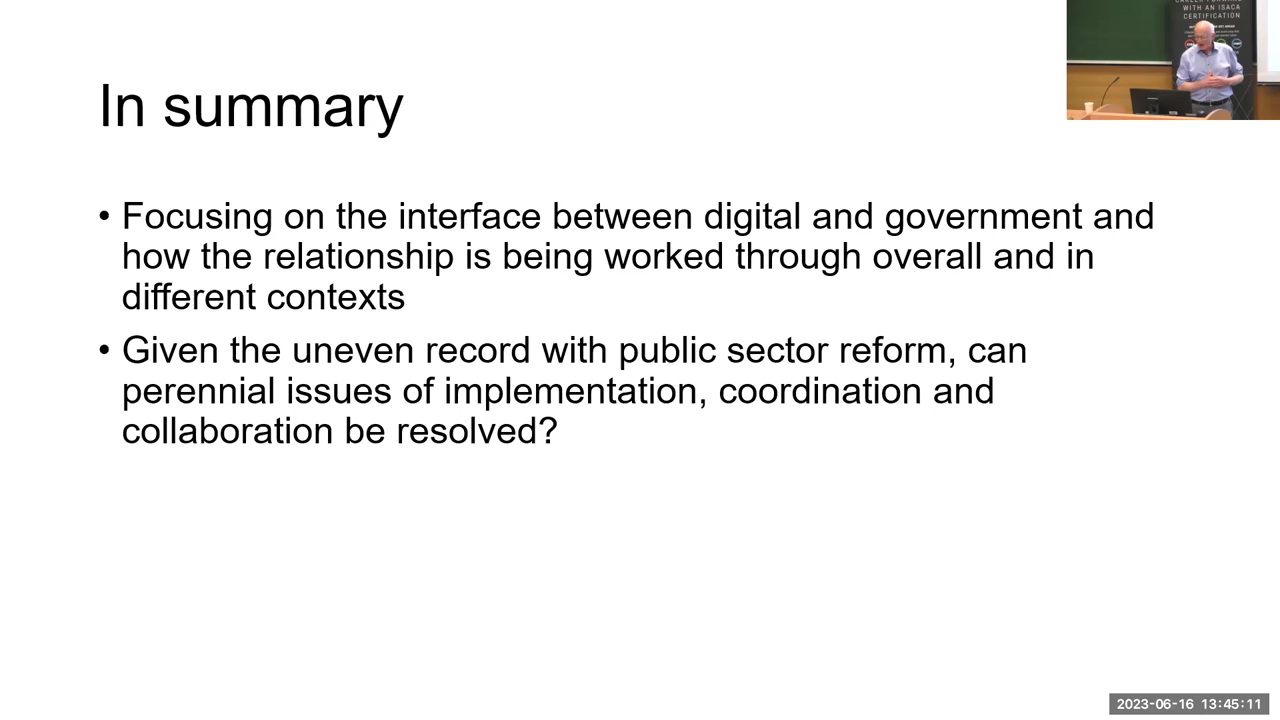 CAREER FORWARD
WITH AN ISACA
CERTIFICATION
In summary
• Focusing on the interface between digital and government and
how the relationship is being worked through overall and in
different contexts
• Given the uneven record with public sector reform, can
perennial issues of implementation, coordination and
collaboration be resolved?
2023-06-16 13:45:11